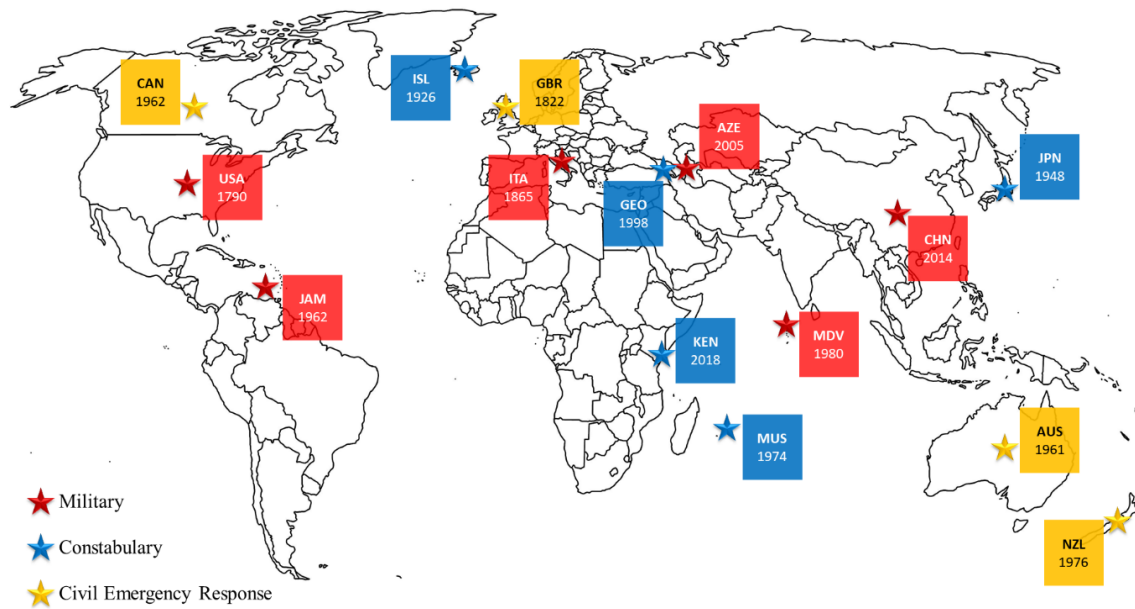 CAN
1962
ISL
1926
GBR
1822
AZE
2005
JPN
1948
USA
1790
ITA
1865
GEO
1998
CHN
2014
JAM
1962
KEN
2018
MDV
1980
MUS
1974
AUS
1961
NZL
1976
Military
Constabulary
Civil Emergency Response